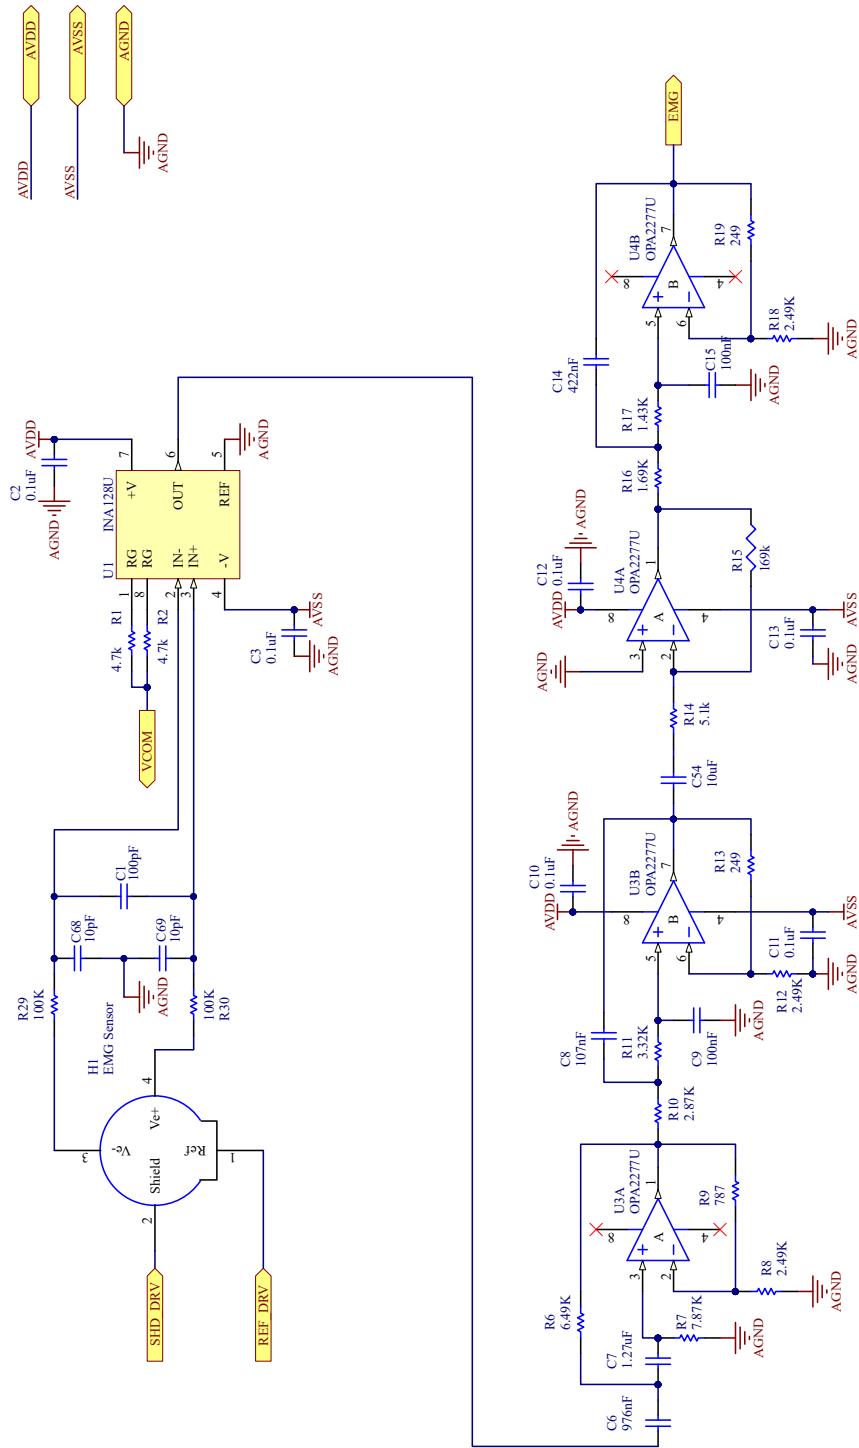 AVDD
AVDD
AVSS
AVSS
AGND
AGND
SHD_DRV
REF_DRV
2
1
3
4
Shield
Ref
Ve-
Ve+
H1
EMG Sensor
R29
100K
100K
R30
C68
10pF
C69
10pF
AGND
C1
100pF
VCOM
4.7k
R1
4.7k
R2
1
8
2
3
4
U1
INA128U
RG
RG
IN-
IN+
-V
+V
OUT
REF
7
6
5
AVDD
C2
0.1uF
AGND
AGND
C3
0.1uF
AVSS
AGND
C6
976nF
C7
1.27uF
R6
6.49K
R7
7.87K
AGND
U3A
OPA2277U
3
2
1
8
4
A
R9
787
R8
2.49K
AGND
R10
2.87K
R11
3.32K
C8
107nF
C9
100nF
AGND
U3B
OPA2277U
5
6
7
8
4
B
AVDD
C10
0.1uF
AGND
R13
249
R12
2.49K
C11
0.1uF
AVSS
AGND
C54
10uF
R14
5.1k
AGND
U4A
OPA2277U
3
2
1
8
4
A
AVDD
C12
0.1uF
AGND
R15
169k
C13
0.1uF
AVSS
AGND
R16
1.69K
R17
1.43K
C14
422nF
C15
100nF
AGND
U4B
OPA2277U
5
6
7
8
4
B
R19
249
R18
2.49K
AGND
EMG